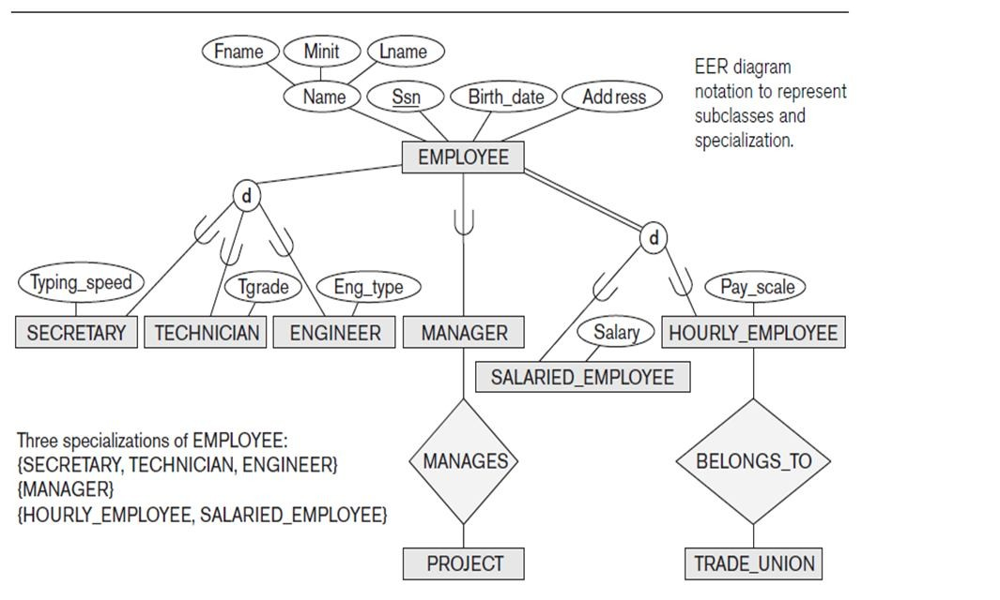 Fname Minit Lname
Name Ssn Birth_date Address
EER diagram
notation to represent
subclasses and
specialization.
EMPLOYEE
d
d
Typing_speed Tgrade Eng_type Pay_scale
SECRETARY TECHNICIAN ENGINEER MANAGER Salary HOURLY_EMPLOYEE
SALARIED_EMPLOYEE
Three specializations of EMPLOYEE:
{SECRETARY, TECHNICIAN, ENGINEER}
{MANAGER}
{HOURLY_EMPLOYEE, SALARIED_EMPLOYEE}
MANAGES BELONGS_TO
PROJECT TRADE_UNION